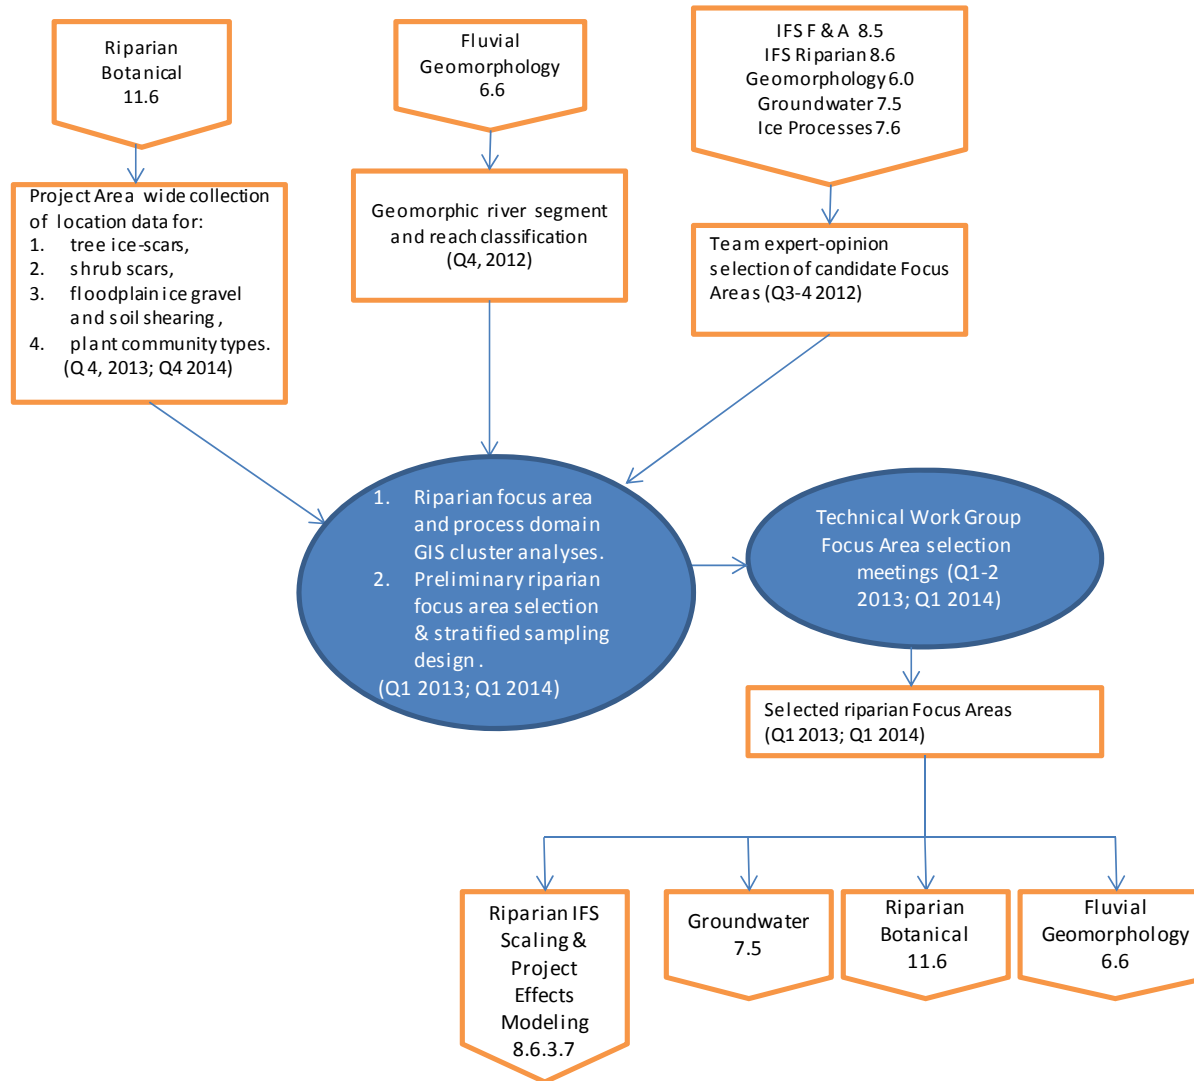 Riparian
Botanical
11.6
Fluvial
Geomorphology
6.6
IFS F & A 8.5
IFS Riparian 8.6
Geomorphology 6.0
Groundwater 7.5
Ice Processes 7.6
Project Area wide collection
of location data for:
1. tree ice-scars,
2. shrub scars,
3. floodplain ice gravel
and soil shearing,
4. plant community types.
(Q 4, 2013; Q4 2014)
Geomorphic river segment
and reach classification
(Q4, 2012)
Team expert-opinion
selection of candidate Focus
Areas (Q3-4 2012)
1. Riparian focus area
and process domain
GIS cluster analyses.
2. Preliminary riparian
focus area selection
& stratified sampling
design.
(Q1 2013; Q1 2014)
Technical Work Group
Focus Area selection
meetings (Q1-2
2013; Q1 2014)
Selected riparian Focus Areas
(Q1 2013; Q1 2014)
Riparian IFS
Scaling &
Project
Effects
Modeling
8.6.3.7
Groundwater
7.5
Riparian
Botanical
11.6
Fluvial
Geomorphology
6.6